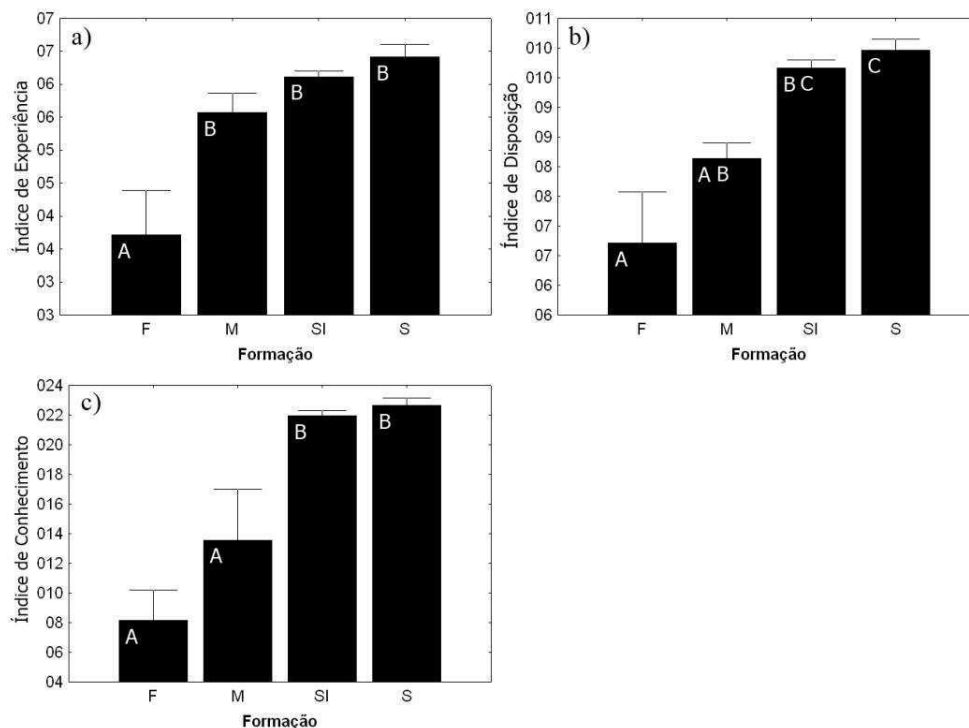 a)
Índice de Experiência
07
07
06
06
05
05
04
04
03
03
A
B
B
B
F M SI S
Formação
b)
Índice de Disposição
011
010
010
09
09
08
08
07
07
06
06
A
A B
B C
C
F M SI S
Formação
c)
Índice de Conhecimento
024
022
020
018
016
014
012
010
08
06
04
A
A
B
B
F M SI S
Formação